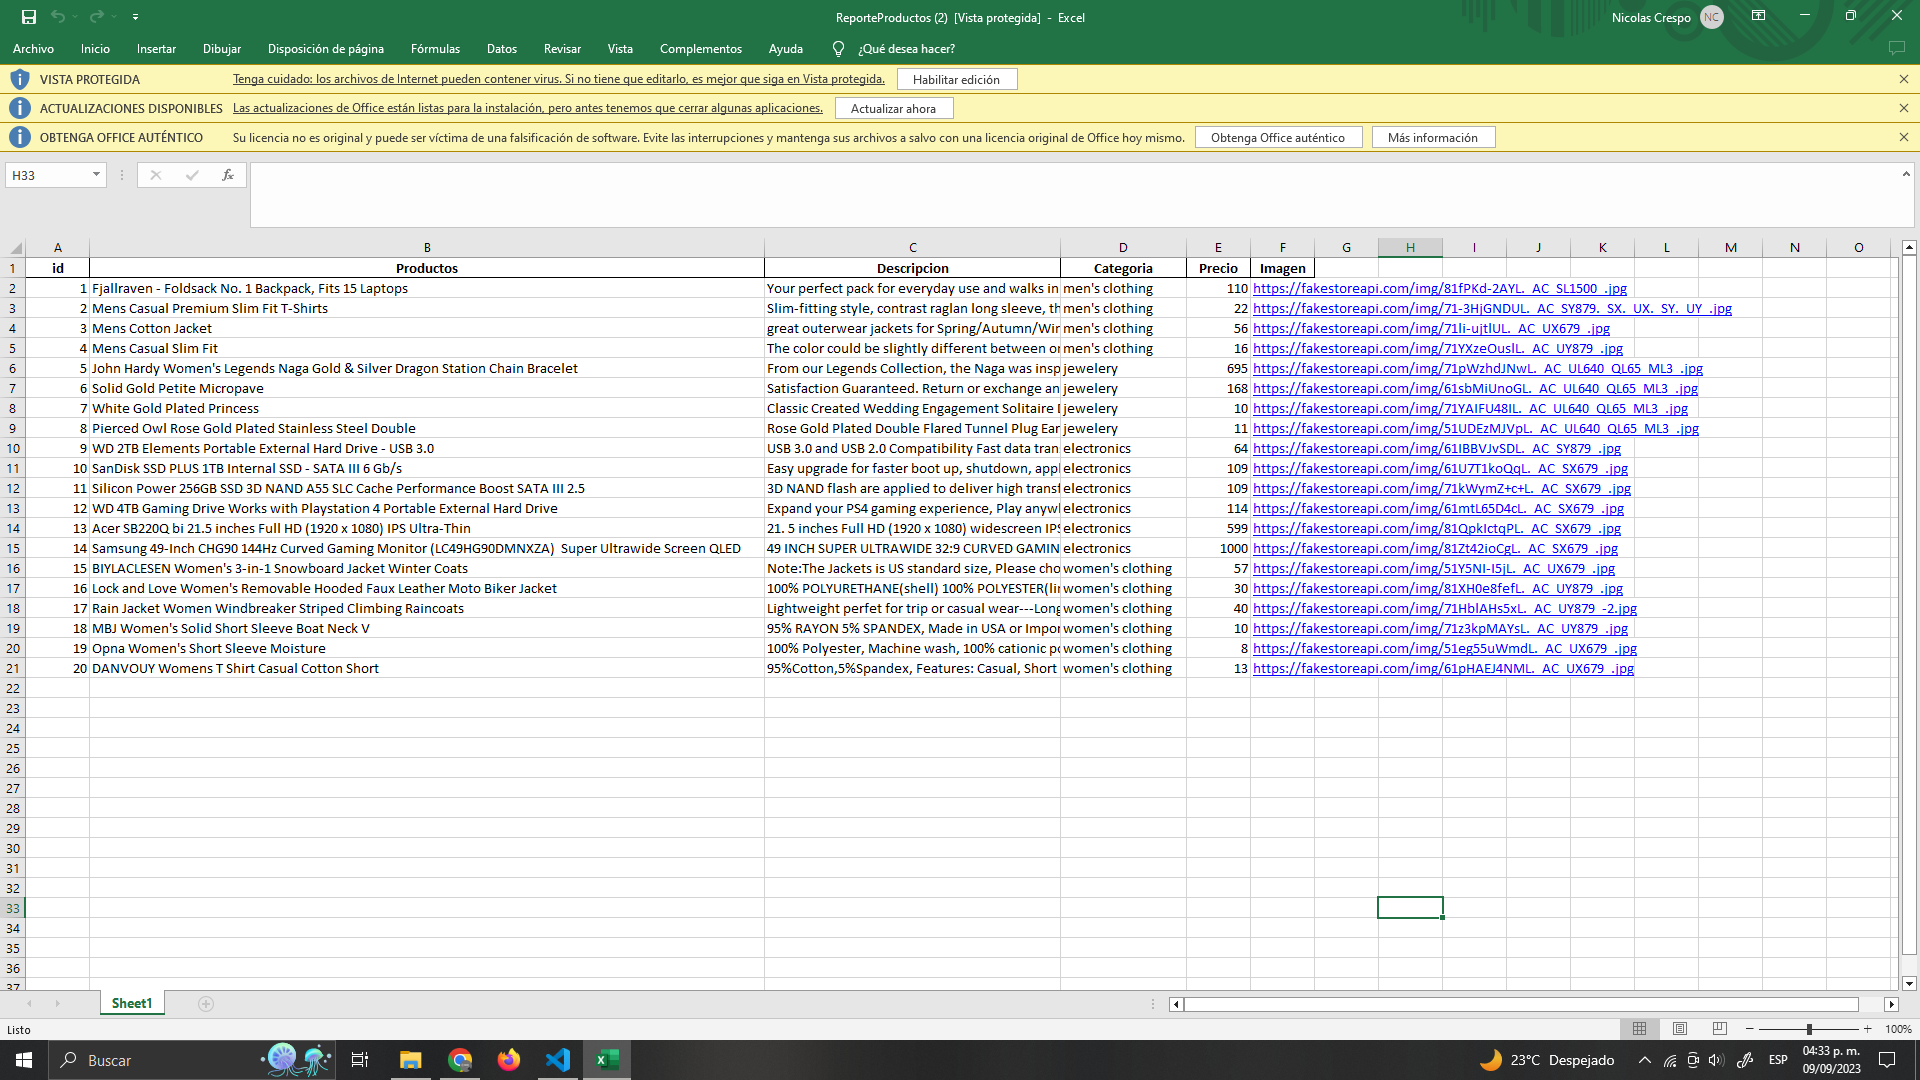 ReporteProductos (2) [Vista protegida] - Excel
Nicolas Crespo NC
Archivo Inicio Insertar Dibujar Disposición de página Fórmulas Datos Revisar Vista Complementos Ayuda ¿Qué desea hacer?
VISTA PROTEGIDA Tenga cuidado: los archivos de Internet pueden contener virus. Si no tiene que editarlo, es mejor que siga en Vista protegida. Habilitar edición
ACTUALIZACIONES DISPONIBLES Las actualizaciones de Office están listas para la instalación, pero antes tenemos que cerrar algunas aplicaciones. Actualizar ahora
OBTENGA OFFICE AUTÉNTICO Su licencia no es original y puede ser víctima de una falsificación de software. Evite las interrupciones y mantenga sus archivos a salvo con una licencia original de Office hoy mismo. Obtenga Office auténtico Más información
H33 fx
A B C D E F G H I J K L M N O
1 id Productos Descripcion Categoria Precio Imagen
2 1 Fjallraven - Foldsack No. 1 Backpack, Fits 15 Laptops Your perfect pack for everyday use and walks in men's clothing 110 https://fakestoreapi.com/img/81fPKd-2AYL._AC_SL1500_.jpg
3 2 Mens Casual Premium Slim Fit T-Shirts Slim-fitting style, contrast raglan long sleeve, th men's clothing 22 https://fakestoreapi.com/img/71-3HjGNDUL._AC_SY879._SX._UX._SY._UY_.jpg
4 3 Mens Cotton Jacket great outerwear jackets for Spring/Autumn/Win men's clothing 56 https://fakestoreapi.com/img/71li-ujtlUL._AC_UX679_.jpg
5 4 Mens Casual Slim Fit The color could be slightly different between on men's clothing 16 https://fakestoreapi.com/img/71YXzeOuslL._AC_UY879_.jpg
6 5 John Hardy Women's Legends Naga Gold & Silver Dragon Station Chain Bracelet From our Legends Collection, the Naga was insp jewelery 695 https://fakestoreapi.com/img/71pWzhdJNwL._AC_UL640_QL65_ML3_.jpg
7 6 Solid Gold Petite Micropave Satisfaction Guaranteed. Return or exchange an jewelery 168 https://fakestoreapi.com/img/61sbMiUnoGL._AC_UL640_QL65_ML3_.jpg
8 7 White Gold Plated Princess Classic Created Wedding Engagement Solitaire D jewelery 10 https://fakestoreapi.com/img/71YAIFU48IL._AC_UL640_QL65_ML3_.jpg
9 8 Pierced Owl Rose Gold Plated Stainless Steel Double Rose Gold Plated Double Flared Tunnel Plug Ear jewelery 11 https://fakestoreapi.com/img/51UDEzMJVpL._AC_UL640_QL65_ML3_.jpg
10 9 WD 2TB Elements Portable External Hard Drive - USB 3.0 USB 3.0 and USB 2.0 Compatibility Fast data tran electronics 64 https://fakestoreapi.com/img/61IBBVJvSDL._AC_SY879_.jpg
11 10 SanDisk SSD PLUS 1TB Internal SSD - SATA III 6 Gb/s Easy upgrade for faster boot up, shutdown, appl electronics 109 https://fakestoreapi.com/img/61U7T1koQqL._AC_SX679_.jpg
12 11 Silicon Power 256GB SSD 3D NAND A55 SLC Cache Performance Boost SATA III 2.5 3D NAND flash are applied to deliver high transf electronics 109 https://fakestoreapi.com/img/71kWymZ+c+L._AC_SX679_.jpg
13 12 WD 4TB Gaming Drive Works with Playstation 4 Portable External Hard Drive Expand your PS4 gaming experience, Play anywh electronics 114 https://fakestoreapi.com/img/61mtL65D4cL._AC_SX679_.jpg
14 13 Acer SB220Q bi 21.5 inches Full HD (1920 x 1080) IPS Ultra-Thin 21. 5 inches Full HD (1920 x 1080) widescreen IPS electronics 599 https://fakestoreapi.com/img/81QpkIctqPL._AC_SX679_.jpg
15 14 Samsung 49-Inch CHG90 144Hz Curved Gaming Monitor (LC49HG90DMNXZA)  Super Ultrawide Screen QLED 49 INCH SUPER ULTRAWIDE 32:9 CURVED GAMIN electronics 1000 https://fakestoreapi.com/img/81Zt42ioCgL._AC_SX679_.jpg
16 15 BIYLACLESEN Women's 3-in-1 Snowboard Jacket Winter Coats Note:The Jackets is US standard size, Please cho women's clothing 57 https://fakestoreapi.com/img/51Y5NI-I5jL._AC_UX679_.jpg
17 16 Lock and Love Women's Removable Hooded Faux Leather Moto Biker Jacket 100% POLYURETHANE(shell) 100% POLYESTER(lin women's clothing 30 https://fakestoreapi.com/img/81XH0e8fefL._AC_UY879_.jpg
18 17 Rain Jacket Women Windbreaker Striped Climbing Raincoats Lightweight perfet for trip or casual wear---Long women's clothing 40 https://fakestoreapi.com/img/71HblAHs5xL._AC_UY879_-2.jpg
19 18 MBJ Women's Solid Short Sleeve Boat Neck V 95% RAYON 5% SPANDEX, Made in USA or Impor women's clothing 10 https://fakestoreapi.com/img/71z3kpMAYsL._AC_UY879_.jpg
20 19 Opna Women's Short Sleeve Moisture 100% Polyester, Machine wash, 100% cationic po women's clothing 8 https://fakestoreapi.com/img/51eg55uWmdL._AC_UX679_.jpg
21 20 DANVOUY Womens T Shirt Casual Cotton Short 95%Cotton,5%Spandex, Features: Casual, Short women's clothing 13 https://fakestoreapi.com/img/61pHAEJ4NML._AC_UX679_.jpg
22
23
24
25
26
27
28
29
30
31
32
33
34
35
36
37
Sheet1
Listo 100%
Buscar 23°C Despejado ESP 04:33 p. m.
09/09/2023